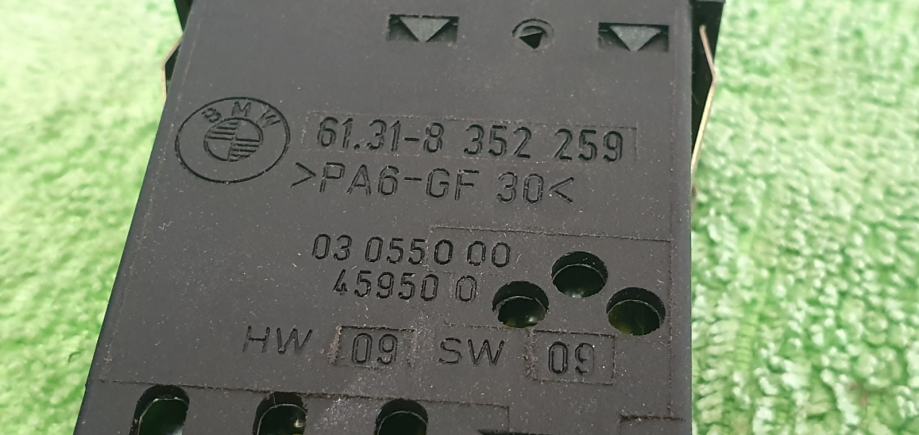 BMW
61.31-8 352 259
>PA6-GF 30<
03 0550 00
45950 0
HW 09 SW 09